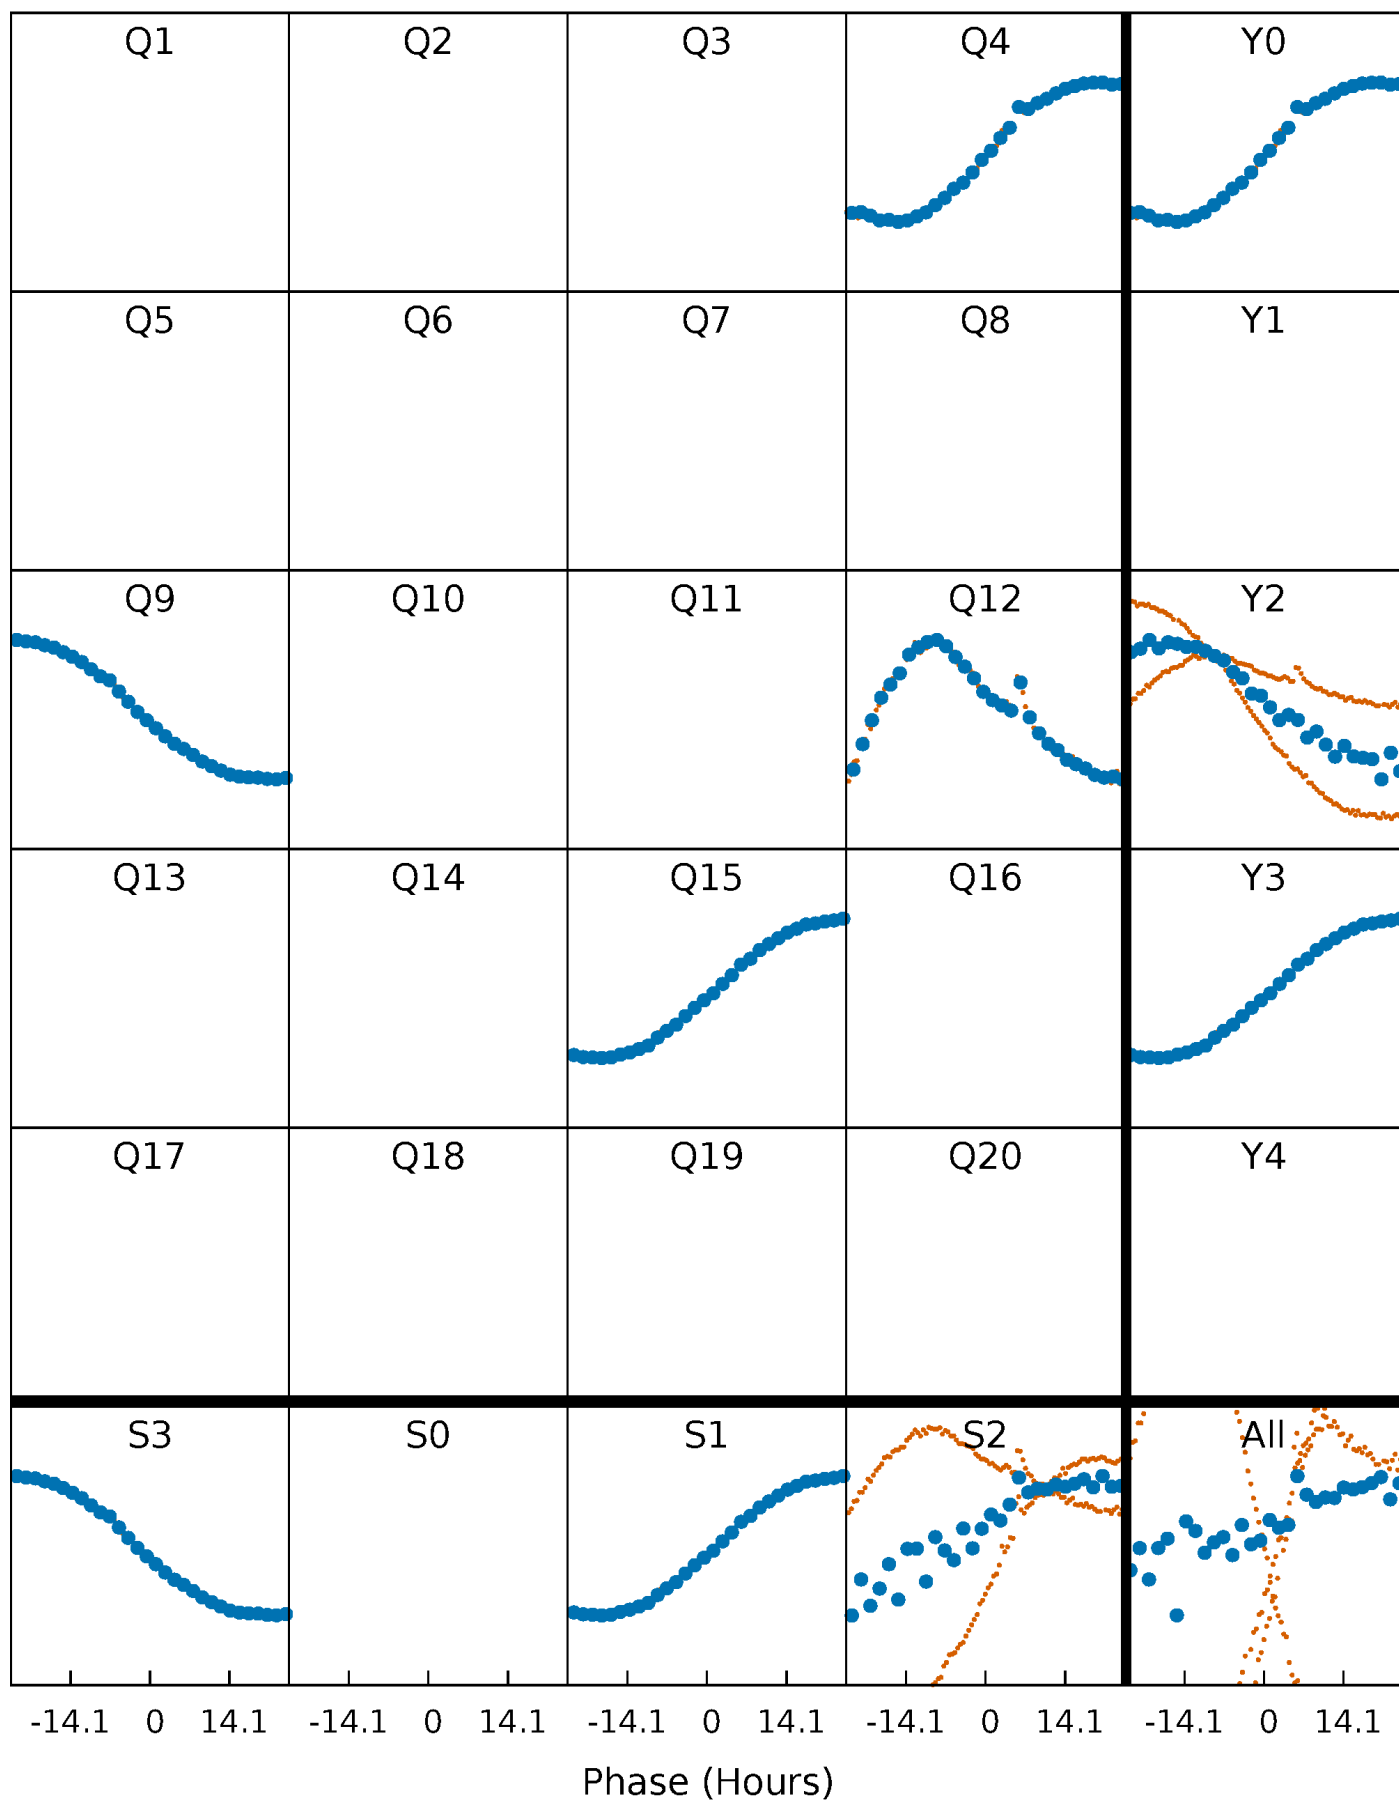 Q1 Q2 Q3 Q4 Y0
Q5 Q6 Q7 Q8 Y1
Q9 Q10 Q11 Q12 Y2
Q13 Q14 Q15 Q16 Y3
Q17 Q18 Q19 Q20 Y4
S3 S0 S1 S2 All
-14.1 0 14.1 -14.1 0 14.1 -14.1 0 14.1 -14.1 0 14.1 -14.1 0 14.1
Phase (Hours)